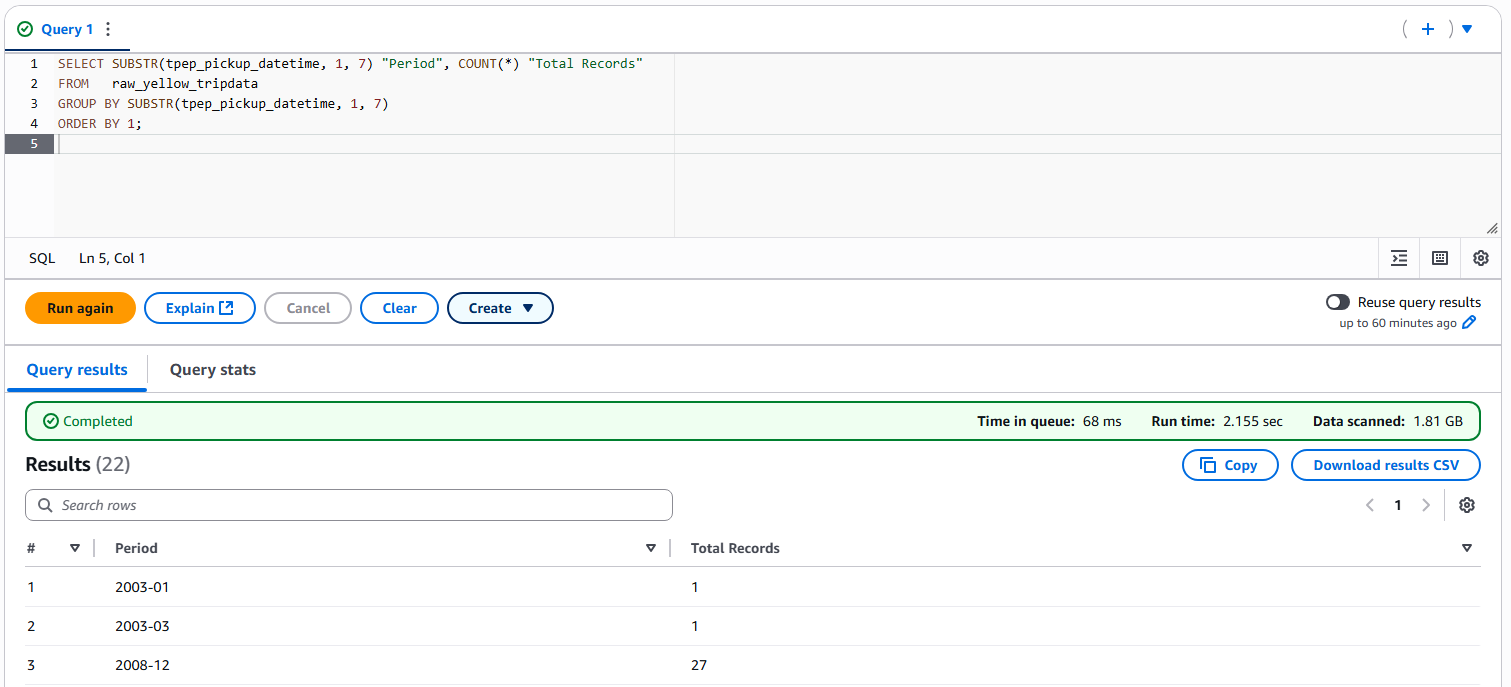 Query 1
1 SELECT SUBSTR(tpep_pickup_datetime, 1, 7) "Period", COUNT(*) "Total Records"
2 FROM   raw_yellow_tripdata
3 GROUP BY SUBSTR(tpep_pickup_datetime, 1, 7)
4 ORDER BY 1;
5
SQL Ln 5, Col 1
Run again Explain Cancel Clear Create Reuse query results
up to 60 minutes ago
Query results Query stats
Completed Time in queue: 68 ms Run time: 2.155 sec Data scanned: 1.81 GB
Results (22) Copy Download results CSV
Search rows 1
# Period Total Records
1 2003-01 1
2 2003-03 1
3 2008-12 27